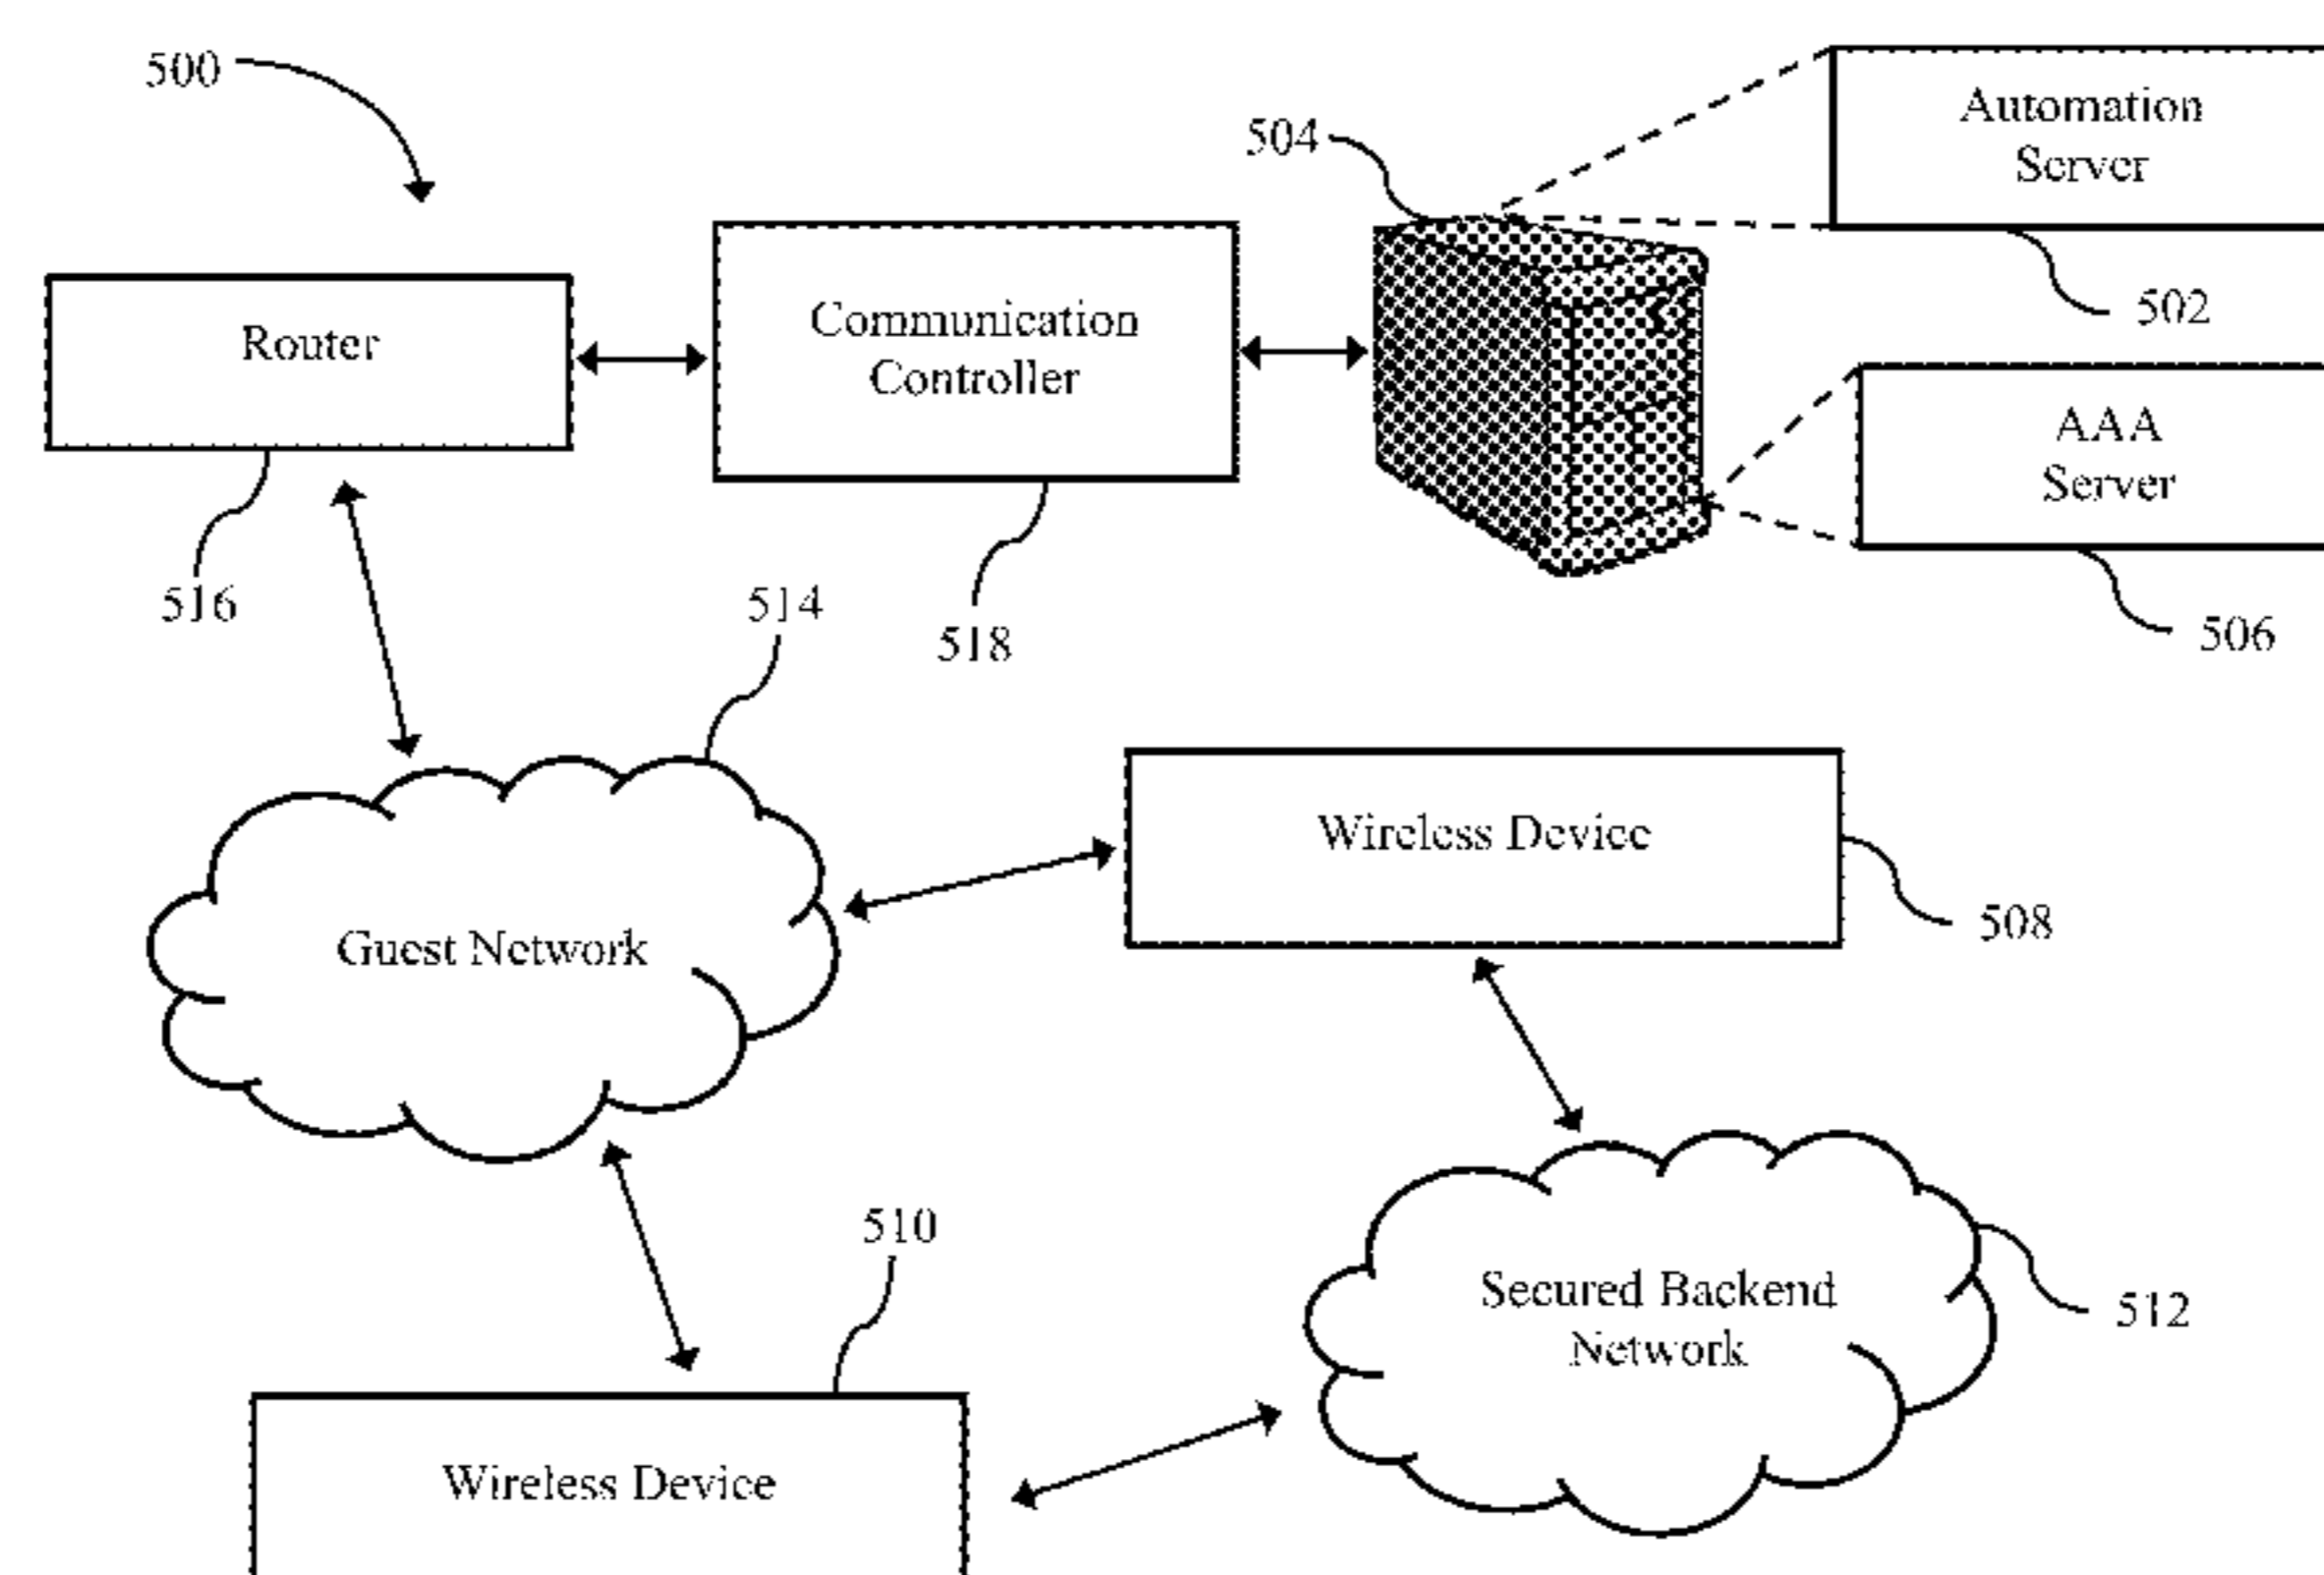 500
Automation
Server
504
502
Router
Communication
Controller
AAA
Server
516
514
518
506
Wireless Device
508
Guest Network
510
Secured Backend
Network
512
Wireless Device